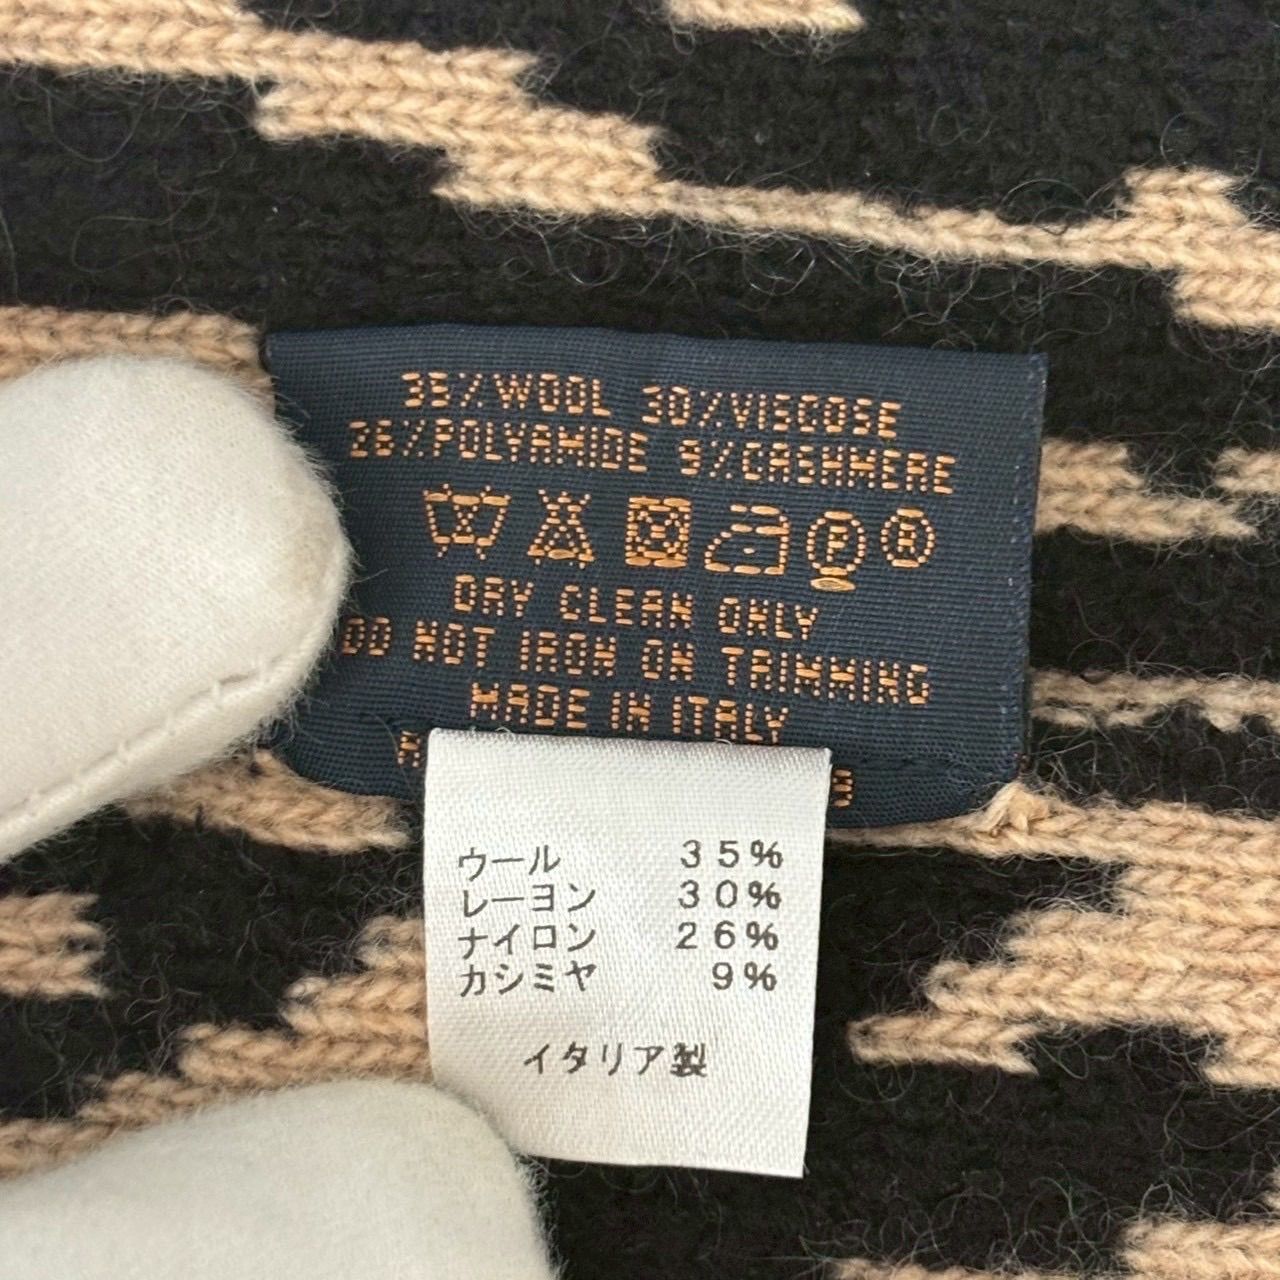 35%WOOL 30%VISCOSE
26%POLYAMIDE 9%CASHMERE
P R
DRY CLEAN ONLY
DO NOT IRON ON TRIMMING
MADE IN ITALY
ウール 35%
レーヨン 30%
ナイロン 26%
カシミヤ 9%
イタリア製